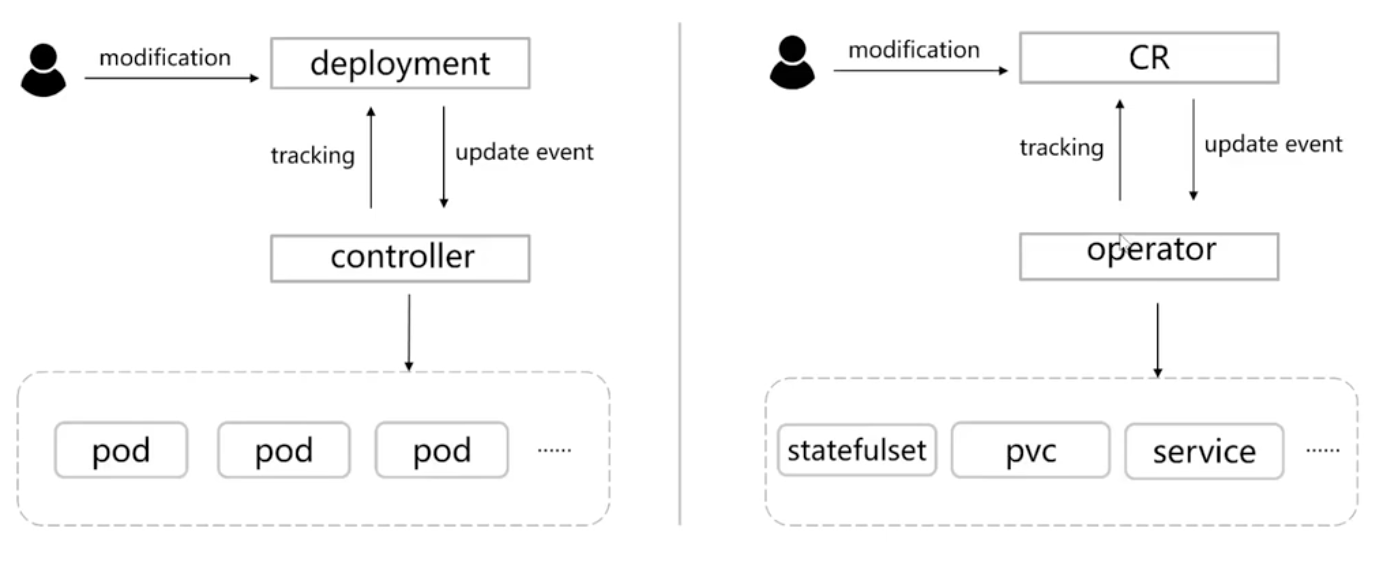 modification
deployment
tracking
update event
controller
pod
pod
pod
......
modification
CR
tracking
update event
operator
statefulset
pvc
service
......